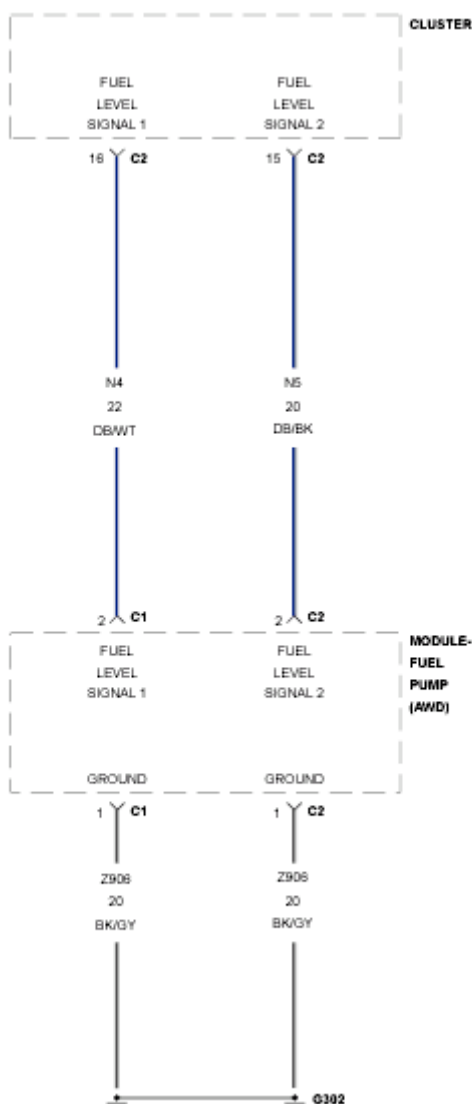 CLUSTER
FUEL
LEVEL
SIGNAL 1
FUEL
LEVEL
SIGNAL 2
16 C2
15 C2
N4
22
DB/WT
N5
20
DB/BK
2 C1
2 C2
MODULE-
FUEL
PUMP
(AWD)
FUEL
LEVEL
SIGNAL 1
FUEL
LEVEL
SIGNAL 2
GROUND
GROUND
1 C1
1 C2
Z906
20
BK/GY
Z906
20
BK/GY
G302